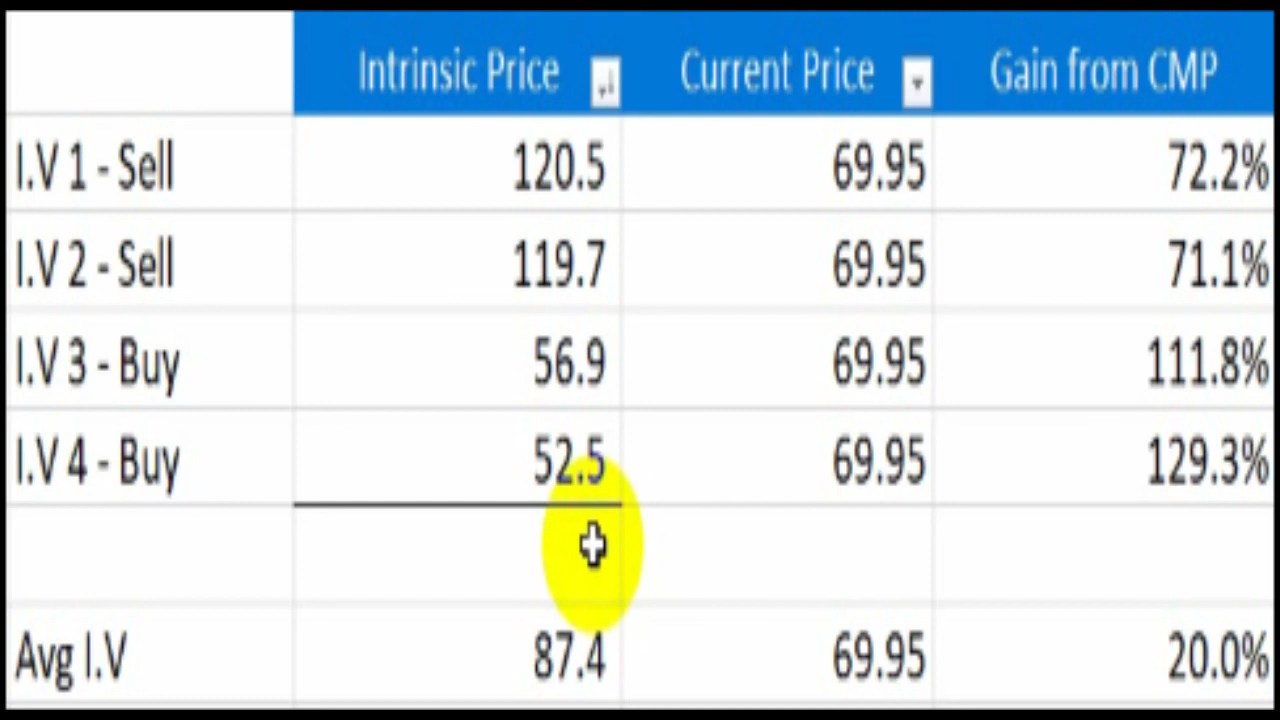 Intrinsic Price Current Price Gain from CMP
I.V 1 - Sell 120.5 69.95 72.2%
I.V 2 - Sell 119.7 69.95 71.1%
I.V 3 - Buy 56.9 69.95 111.8%
I.V 4 - Buy 52.5 69.95 129.3%
Avg I.V 87.4 69.95 20.0%